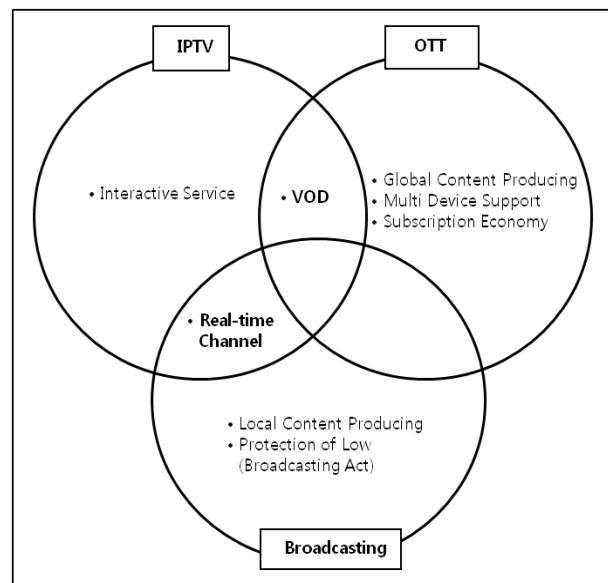 IPTV
OTT
• Interactive Service
• VOD
• Global Content Producing
• Multi Device Support
• Subscription Economy
• Real-time
Channel
• Local Content Producing
• Protection of Low
(Broadcasting Act)
Broadcasting